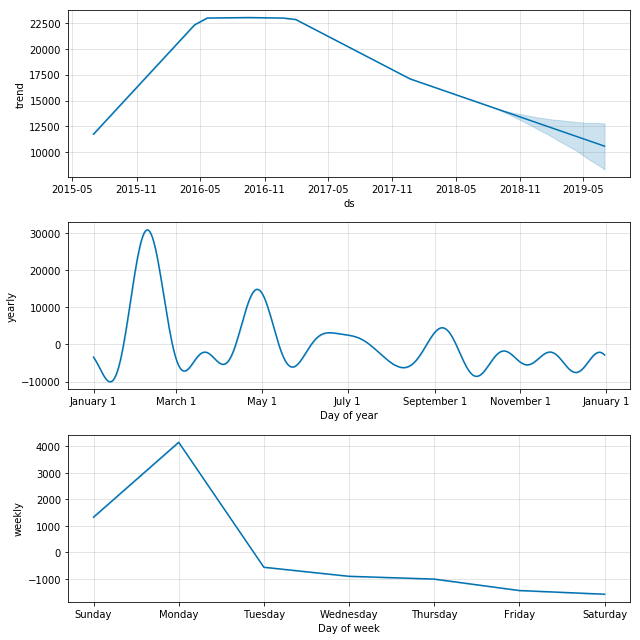 22500
20000
17500
15000
12500
10000
trend
2015-05 2015-11 2016-05 2016-11 2017-05 2017-11 2018-05 2018-11 2019-05
ds
30000
20000
10000
0
−10000
yearly
January 1 March 1 May 1 July 1 September 1 November 1 January 1
Day of year
4000
3000
2000
1000
0
−1000
weekly
Sunday Monday Tuesday Wednesday Thursday Friday Saturday
Day of week